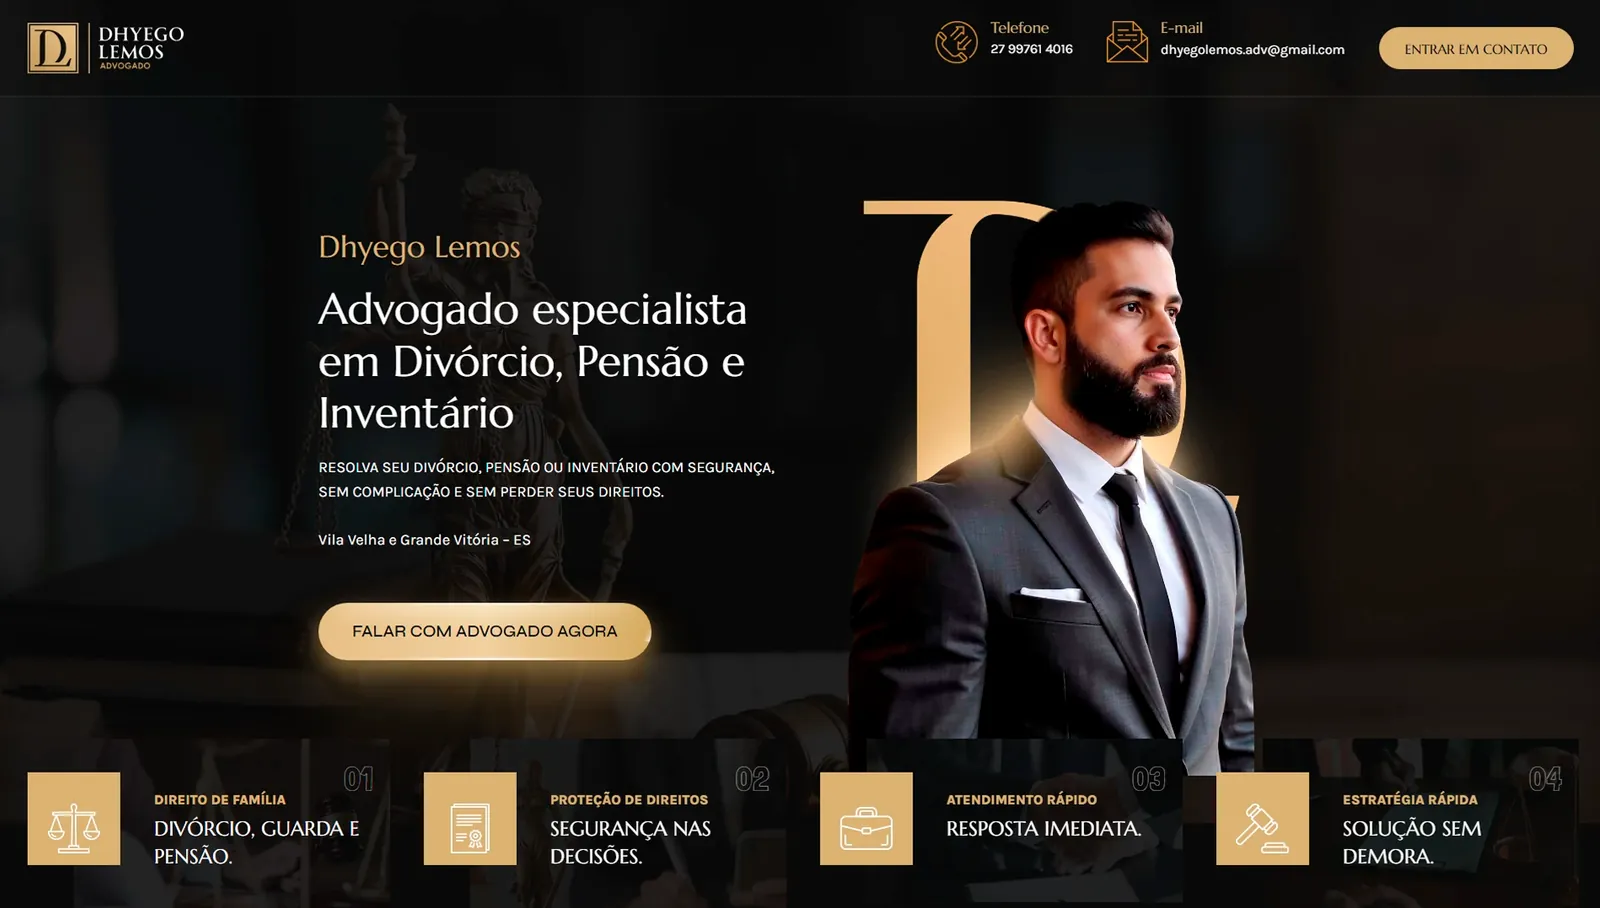 DL
DHYEGO
LEMOS
ADVOGADO
Telefone
27 99761 4016
E-mail
dhyegolemos.adv@gmail.com
ENTRAR EM CONTATO
Dhyego Lemos
Advogado especialista
em Divórcio, Pensão e
Inventário
RESOLVA SEU DIVÓRCIO, PENSÃO OU INVENTÁRIO COM SEGURANÇA,
SEM COMPLICAÇÃO E SEM PERDER SEUS DIREITOS.
Vila Velha e Grande Vitória – ES
FALAR COM ADVOGADO AGORA
01
DIREITO DE FAMÍLIA
DIVÓRCIO, GUARDA E
PENSÃO.
02
PROTEÇÃO DE DIREITOS
SEGURANÇA NAS
DECISÕES.
03
ATENDIMENTO RÁPIDO
RESPOSTA IMEDIATA.
04
ESTRATÉGIA RÁPIDA
SOLUÇÃO SEM
DEMORA.